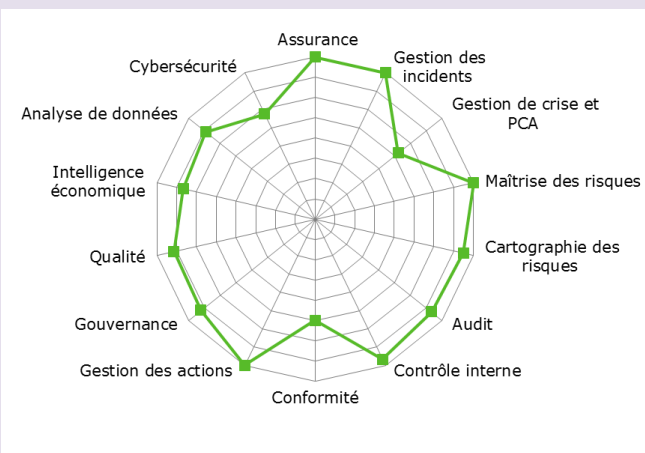 Assurance
Gestion des
incidents
Gestion de crise et
PCA
Maîtrise des risques
Cartographie des
risques
Audit
Contrôle interne
Conformité
Gestion des actions
Gouvernance
Qualité
Intelligence
économique
Analyse de données
Cybersécurité